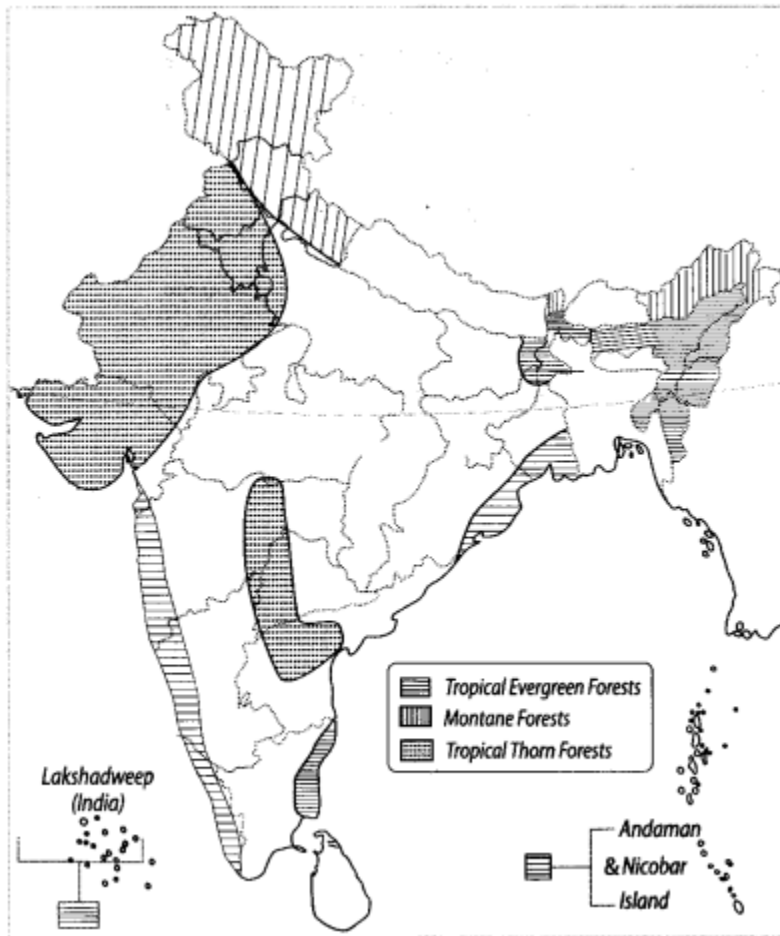 Tropical Evergreen Forests
Montane Forests
Tropical Thorn Forests
Lakshadweep
(India)
Andaman
& Nicobar
Island